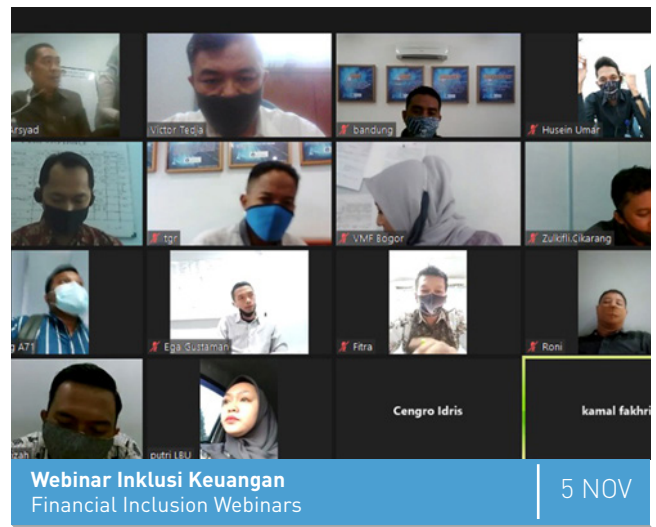 Arsyad
Victor Tedja
bandung
Husein Umar
tgr
VMF Bogor
Zulkifli.Cikarang
g A71
Ega Gustaman
Fitra
Roni
putri LBU
Cengro Idris
kamal fakhri
Webinar Inklusi Keuangan
Financial Inclusion Webinars
5 NOV